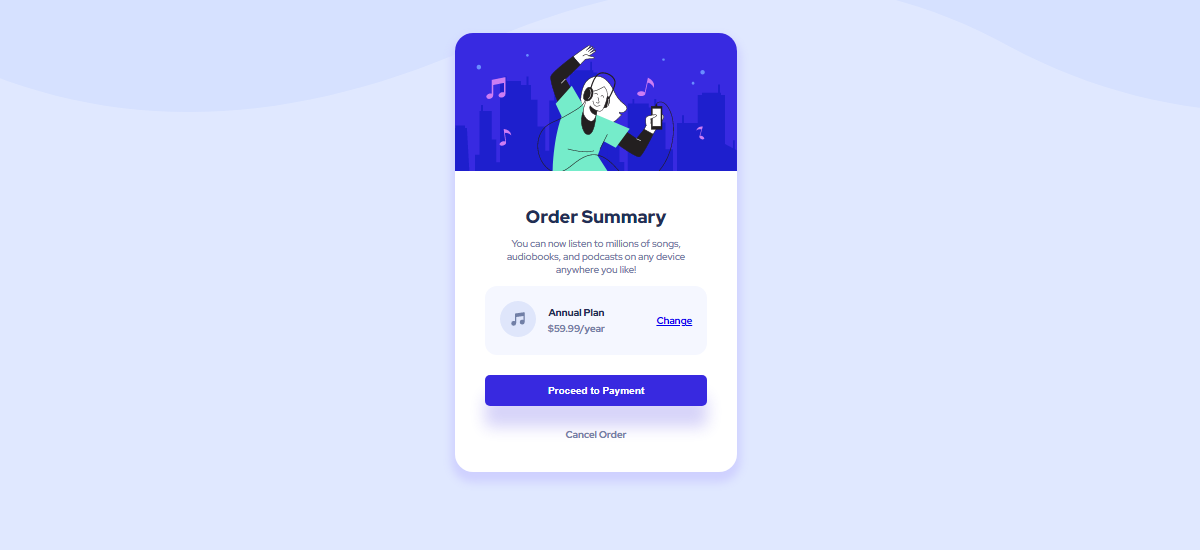 Order Summary
You can now listen to millions of songs,
audiobooks, and podcasts on any device
anywhere you like!
Annual Plan
$59.99/year
Change
Proceed to Payment
Cancel Order